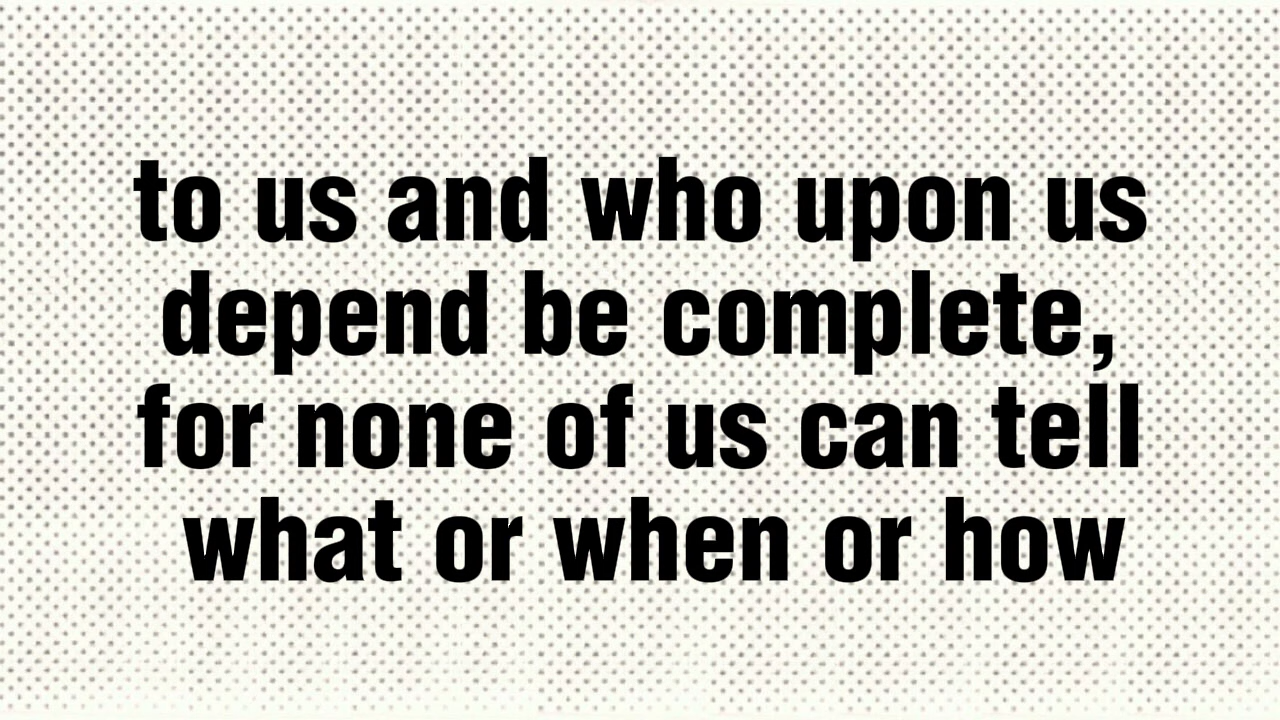 to us and who upon us
depend be complete,
for none of us can tell
what or when or how